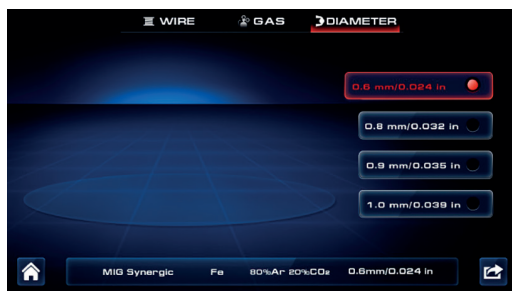 WIRE GAS DIAMETER
0.6 mm/0.024 in
0.8 mm/0.032 in
0.9 mm/0.035 in
1.0 mm/0.039 in
MIG Synergic Fe 80%Ar 20%CO₂ 0.6mm/0.024 in